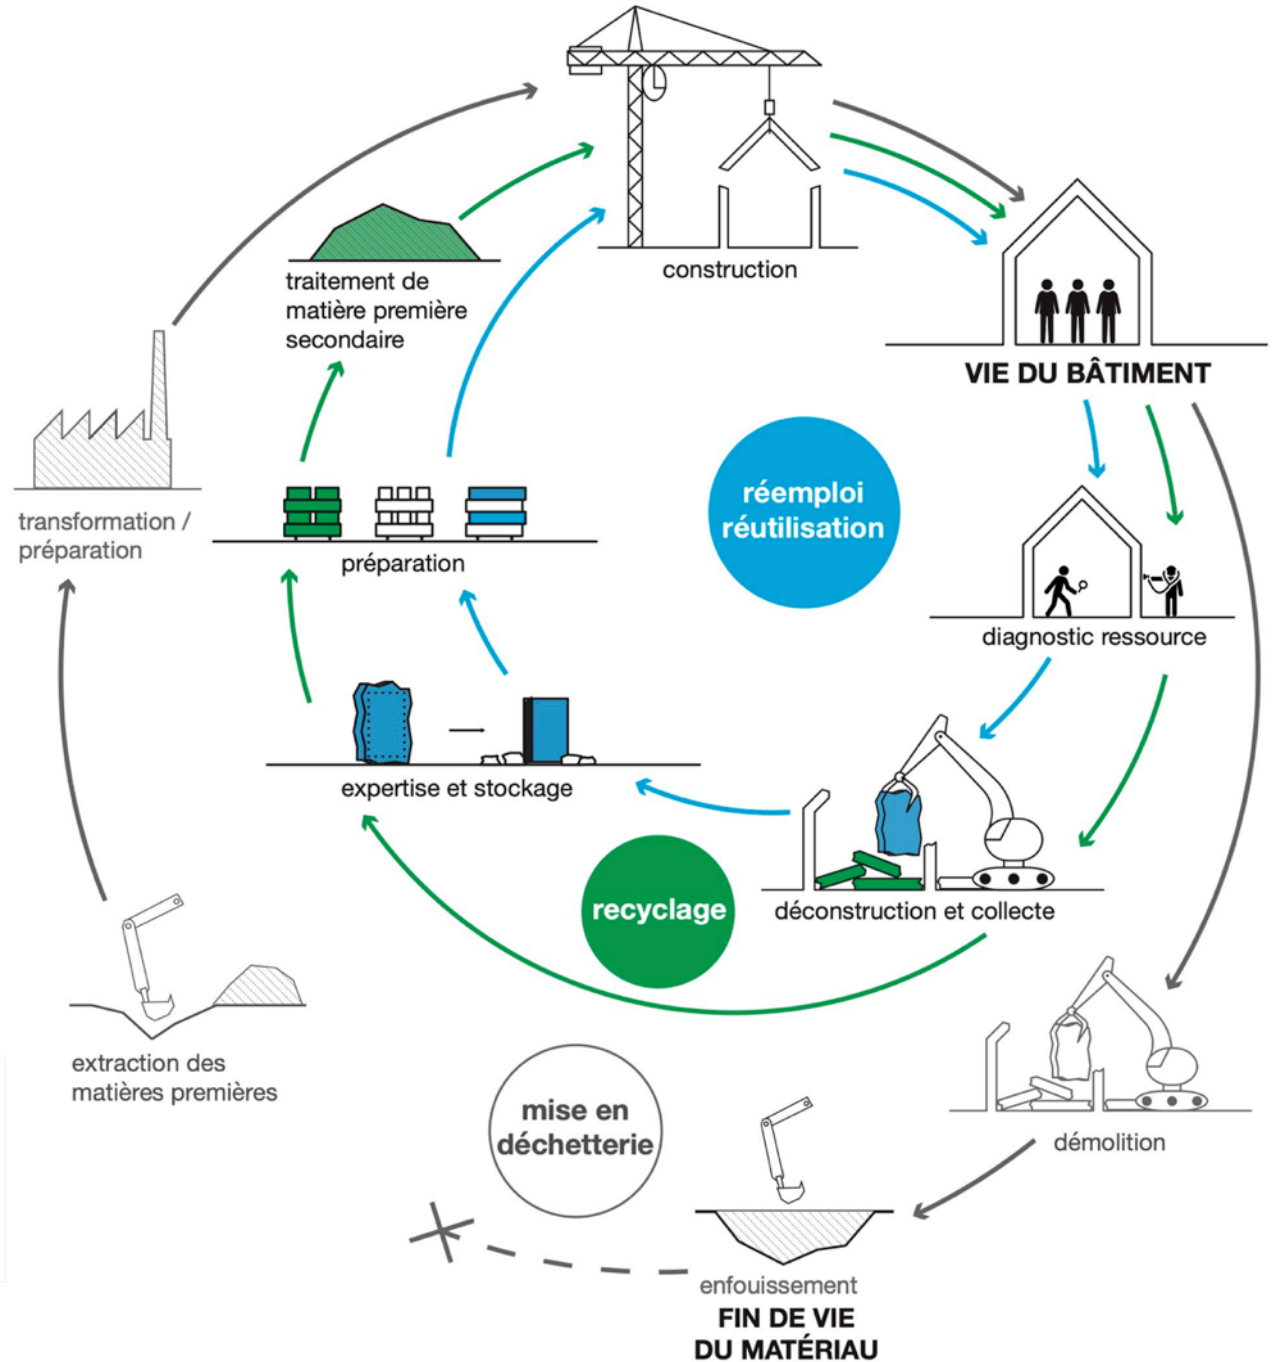 construction
traitement de
matière première
secondaire
VIE DU BÂTIMENT
réemploi
réutilisation
transformation /
préparation
préparation
diagnostic ressource
expertise et stockage
recyclage
déconstruction et collecte
extraction des
matières premières
mise en
déchetterie
démolition
enfouissement
FIN DE VIE
DU MATÉRIAU